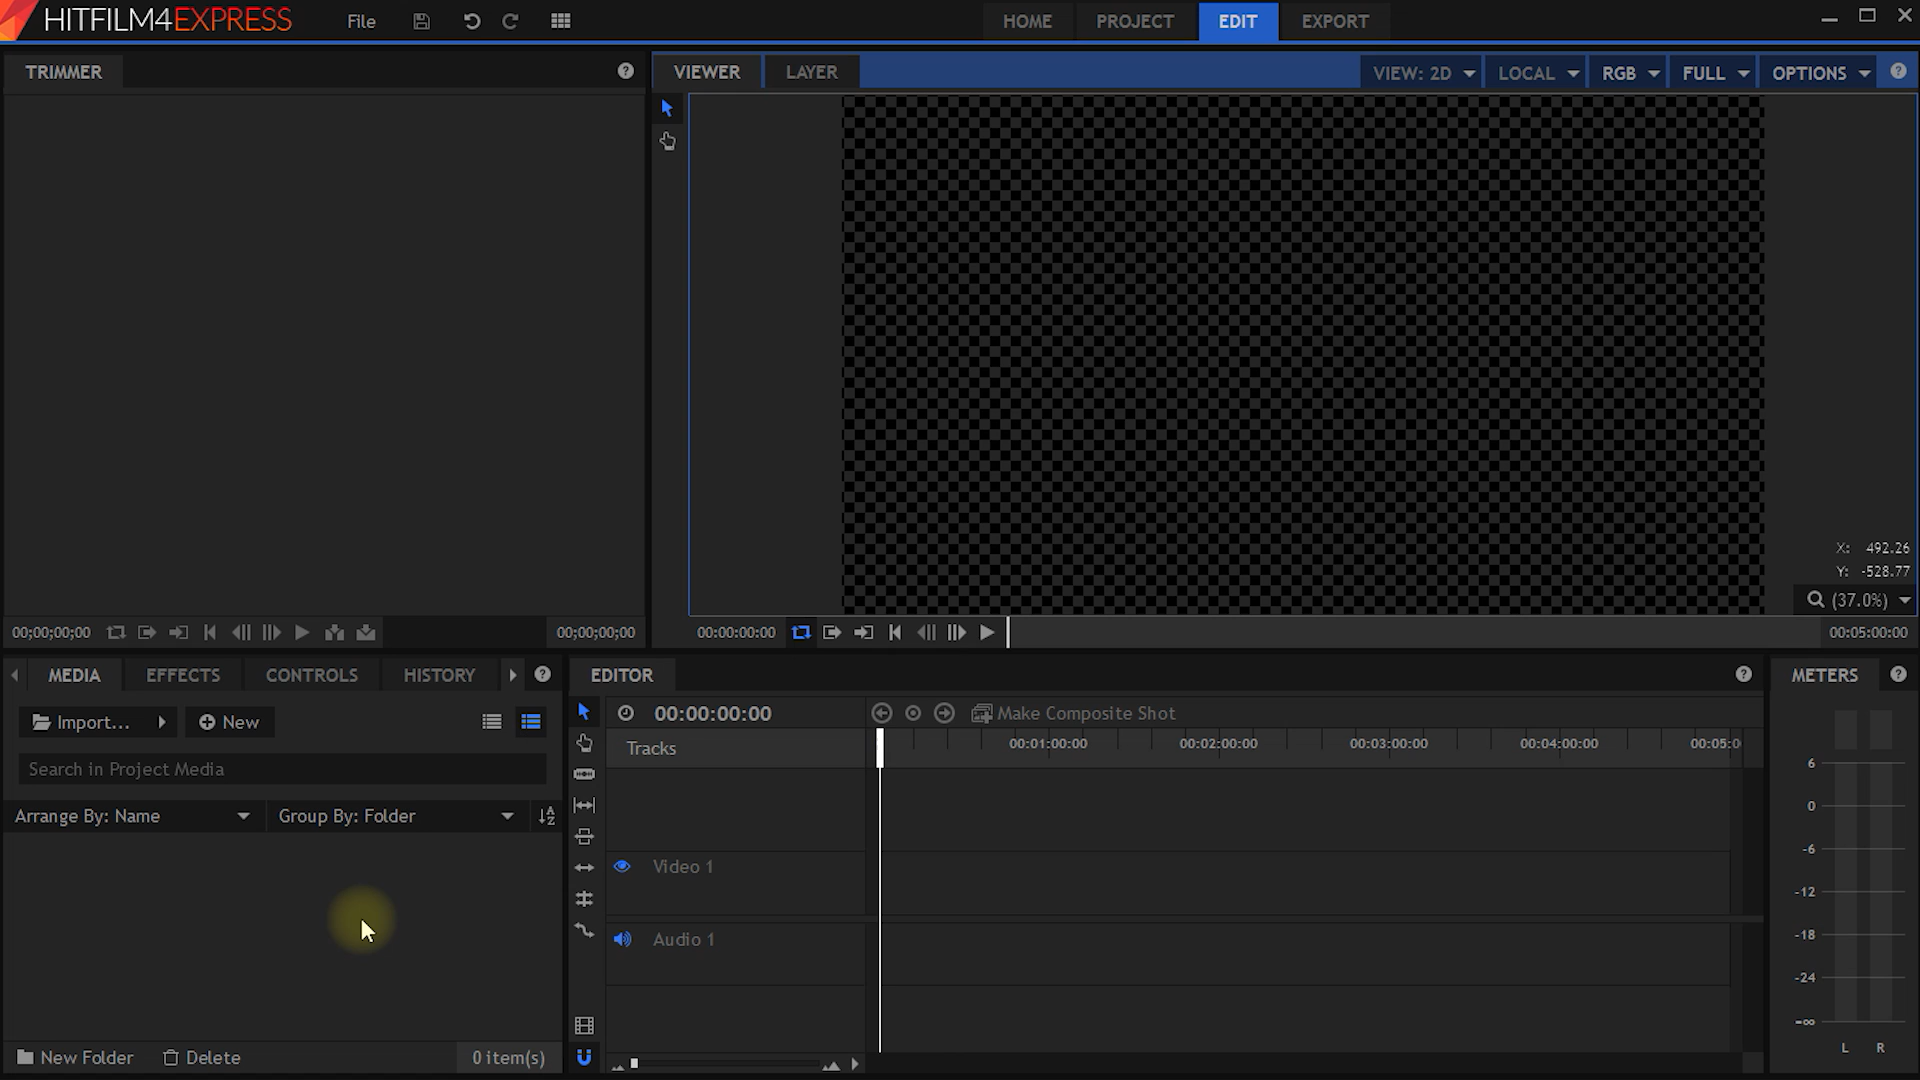 HITFILM4EXPRESS File HOME PROJECT EDIT EXPORT
TRIMMER VIEWER LAYER VIEW: 2D LOCAL RGB FULL OPTIONS
X: 492.26
Y: -528.77
(37.0%)
00;00;00;00 00;00;00;00 00:00:00:00 00:05:00:00
MEDIA EFFECTS CONTROLS HISTORY EDITOR METERS
Import... New 00:00:00:00 Make Composite Shot
Tracks 00:01:00:00 00:02:00:00 00:03:00:00 00:04:00:00 00:05:0
Search in Project Media
Arrange By: Name Group By: Folder
Video 1
Audio 1
6
0
-6
-12
-18
-24
-∞
L R
New Folder Delete 0 item(s)